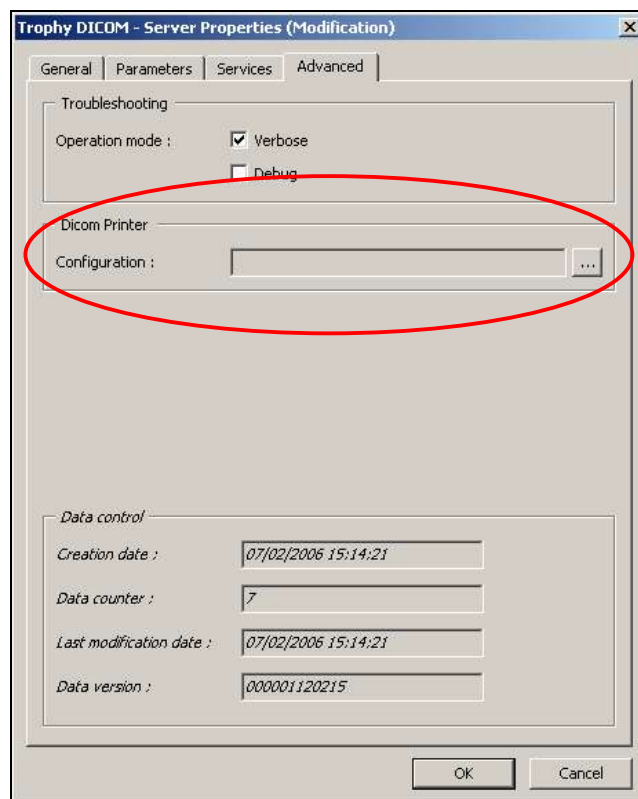 Trophy DICOM - Server Properties (Modification)
General Parameters Services Advanced
Troubleshooting
Operation mode : Verbose
Debug
Dicom Printer
Configuration : ...
Data control
Creation date : 07/02/2006 15:14:21
Data counter : 7
Last modification date : 07/02/2006 15:14:21
Data version : 000001120215
OK Cancel